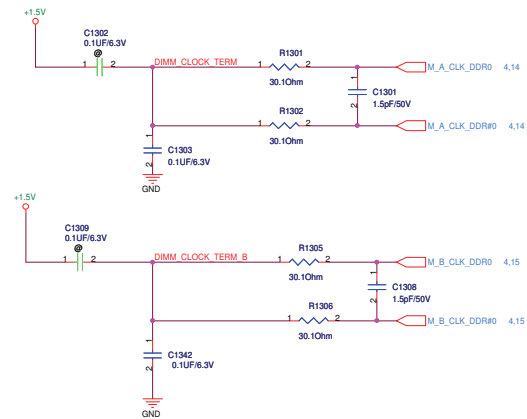 +1.5V
C1302
0.1UF/6.3V
@
1 2
DIMM_CLOCK_TERM
R1301
1 2
30.1Ohm
M_A_CLK_DDR0 4,14
1
C1301
2
1.5pF/50V
R1302
1 2
30.1Ohm
M_A_CLK_DDR#0 4,14
1
C1303
2
0.1UF/6.3V
GND
+1.5V
C1309
0.1UF/6.3V
@
1 2
DIMM_CLOCK_TERM_B
R1305
1 2
30.1Ohm
M_B_CLK_DDR0 4,15
1
C1308
2
1.5pF/50V
R1306
1 2
30.1Ohm
M_B_CLK_DDR#0 4,15
1
C1342
2
0.1UF/6.3V
GND